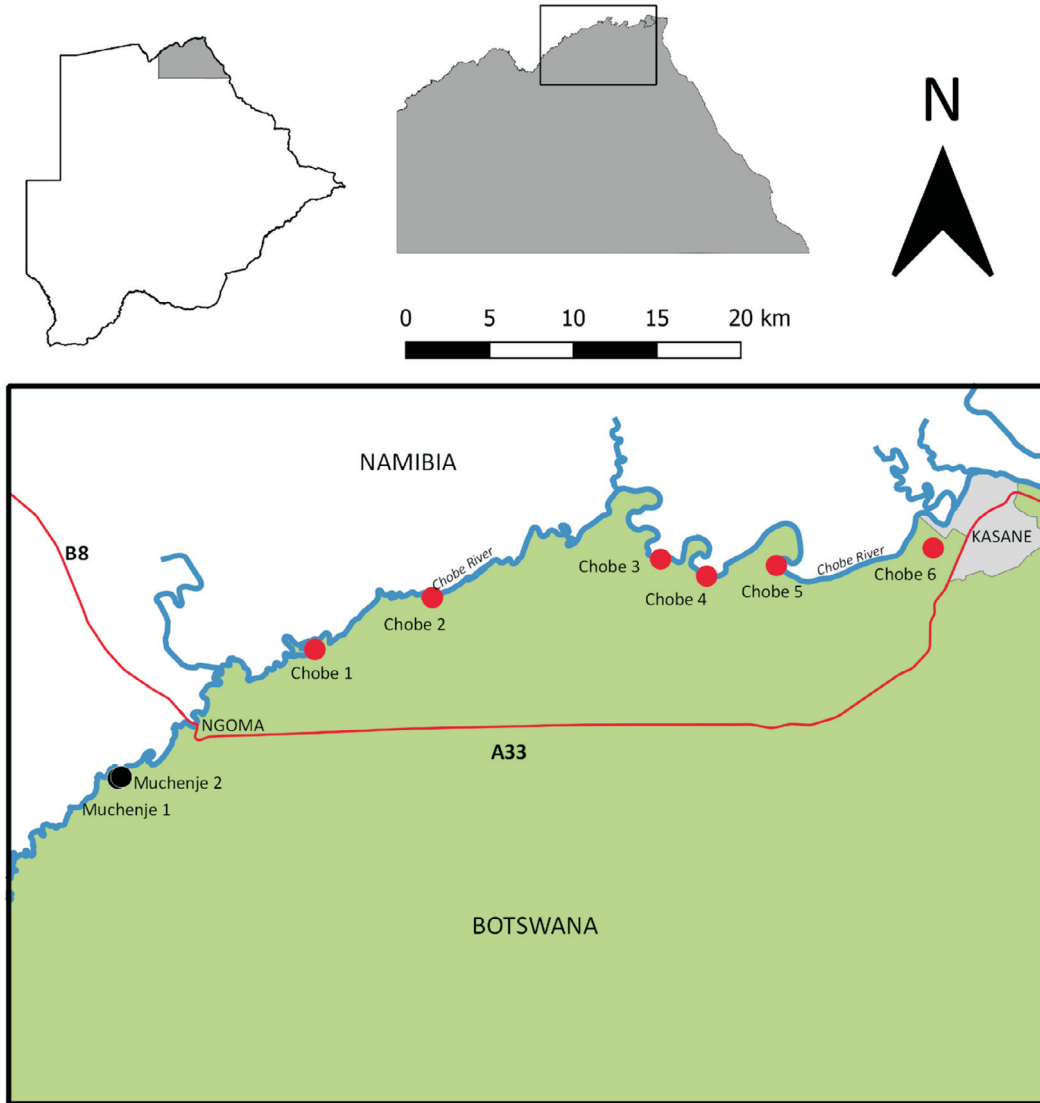 N
0 5 10 15 20 km
NAMIBIA
B8
Chobe River
Chobe River
KASANE
Chobe 3
Chobe 6
Chobe 5
Chobe 4
Chobe 2
Chobe 1
NGOMA
A33
Muchenje 2
Muchenje 1
BOTSWANA